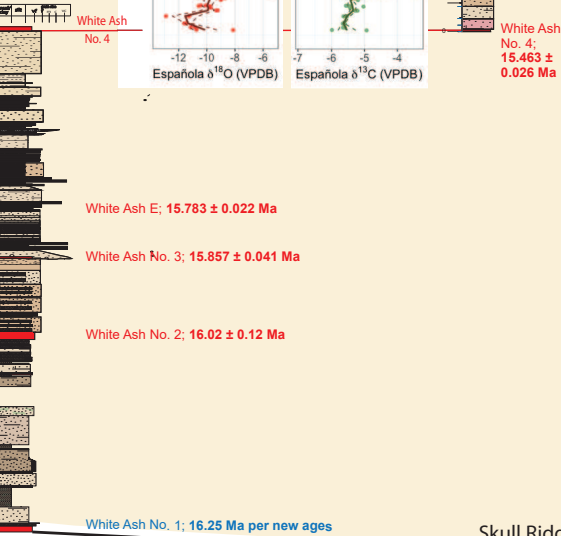 White Ash
No. 4
-12 -10 -8 -6
Española δ¹⁸O (VPDB)
-7 -6 -5 -4
Española δ¹³C (VPDB)
White Ash
No. 4;
15.463 ±
0.026 Ma
White Ash E; 15.783 ± 0.022 Ma
White Ash No. 3; 15.857 ± 0.041 Ma
White Ash No. 2; 16.02 ± 0.12 Ma
White Ash No. 1; 16.25 Ma per new ages
Skull Ridg